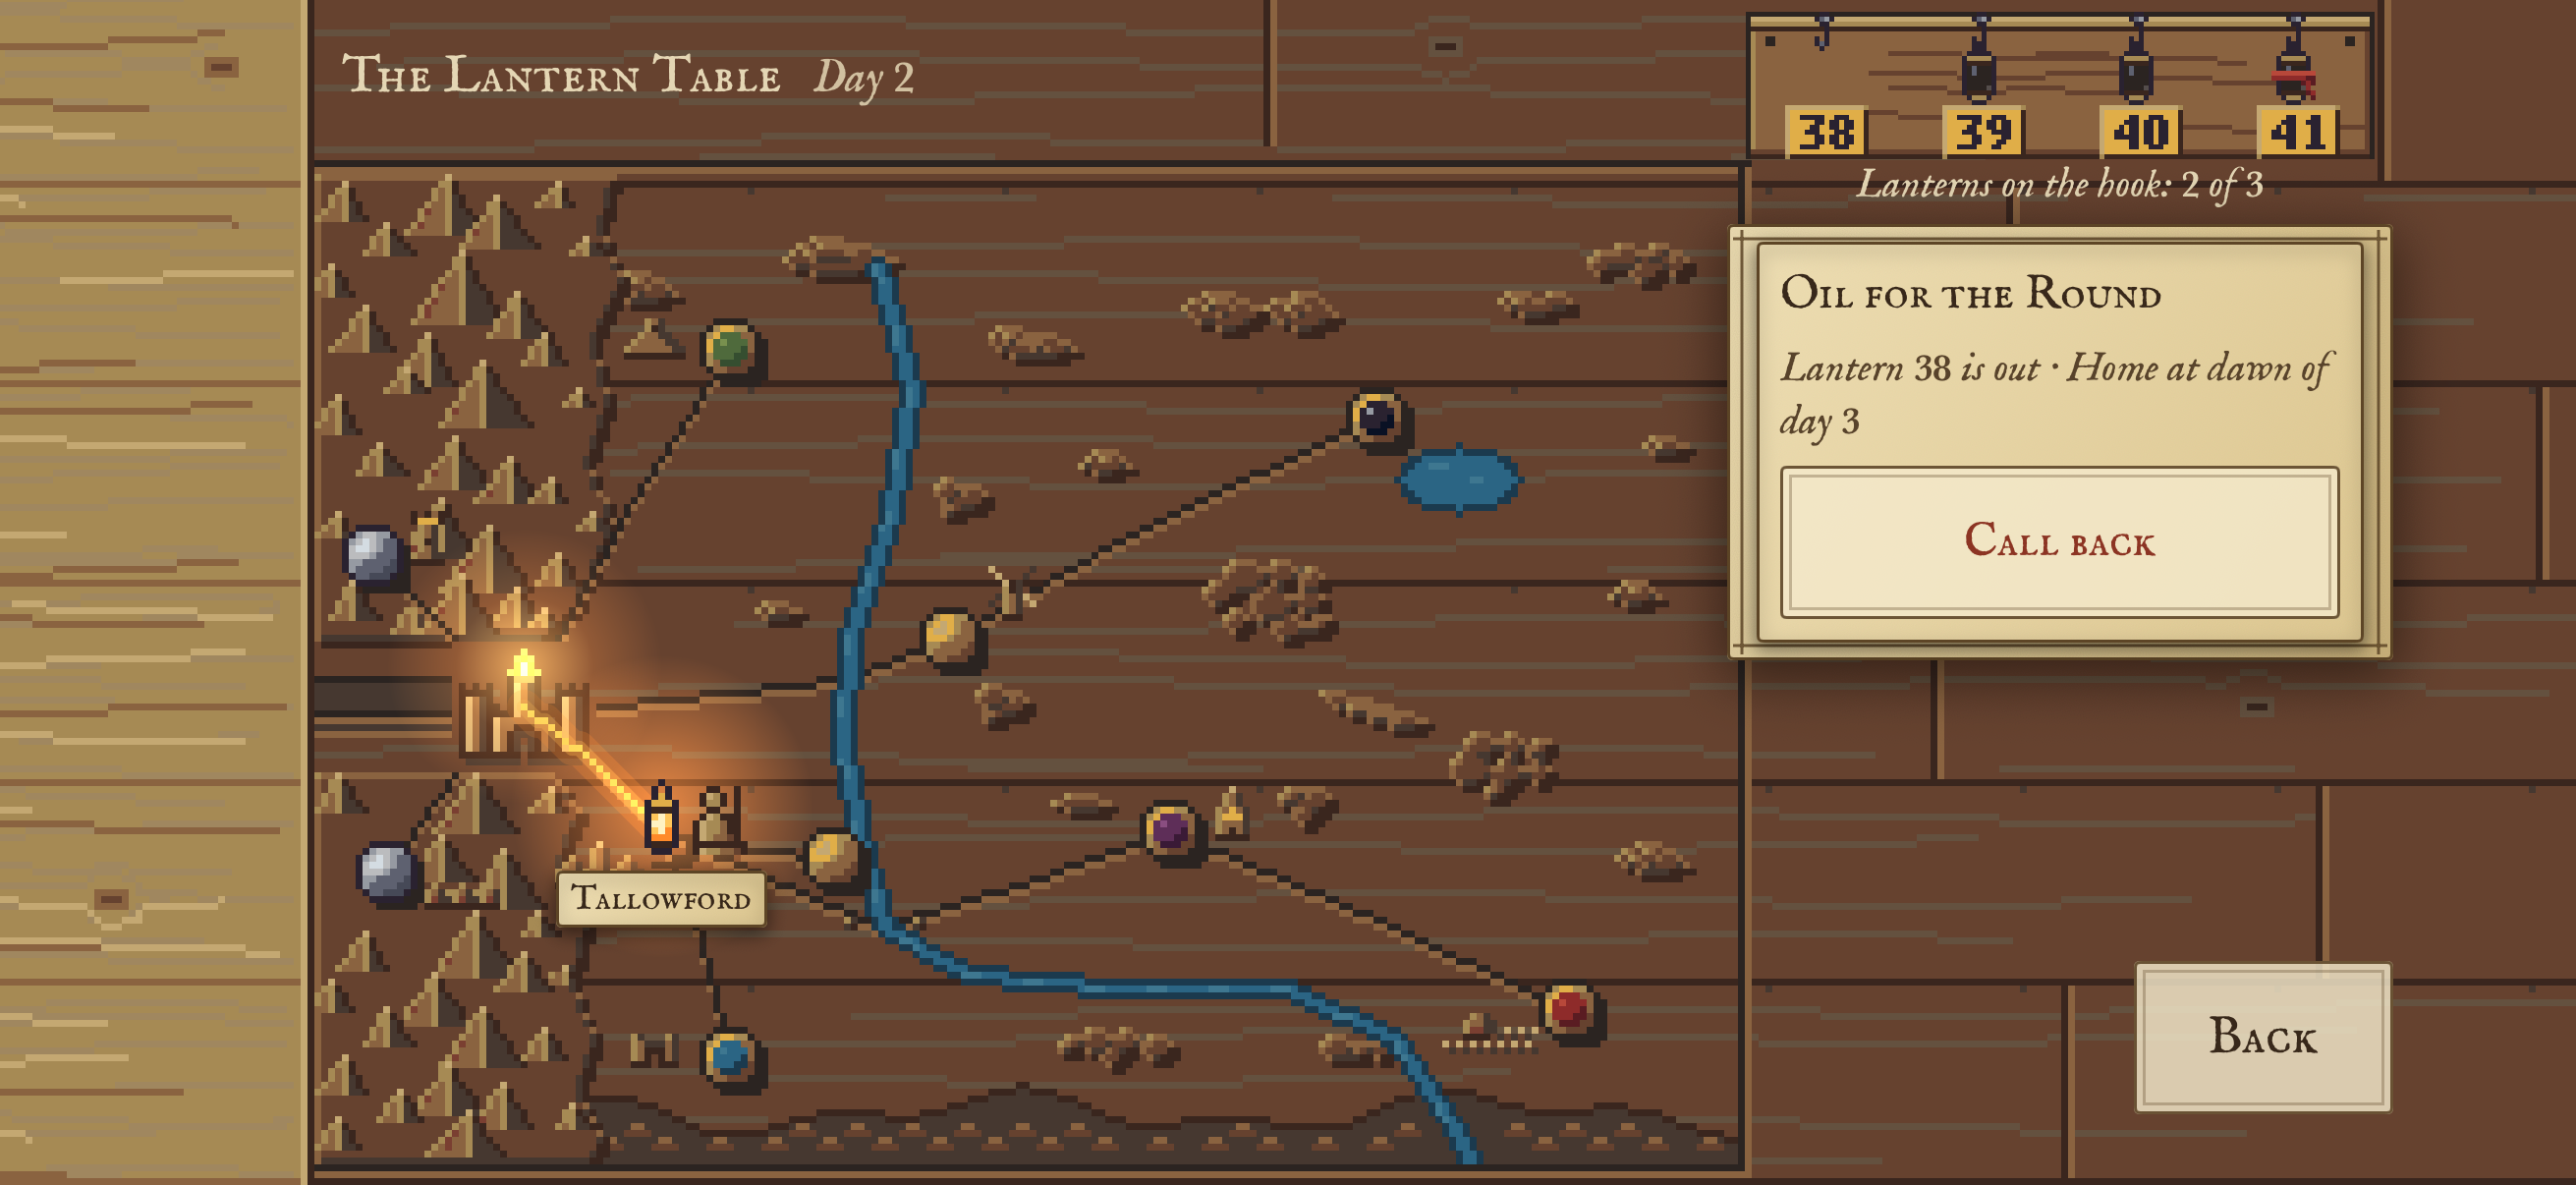 The Lantern Table Day 2
38 39 40 41
Lanterns on the hook: 2 of 3
Oil for the Round
Lantern 38 is out · Home at dawn of
day 3
Call back
Tallowford
Back